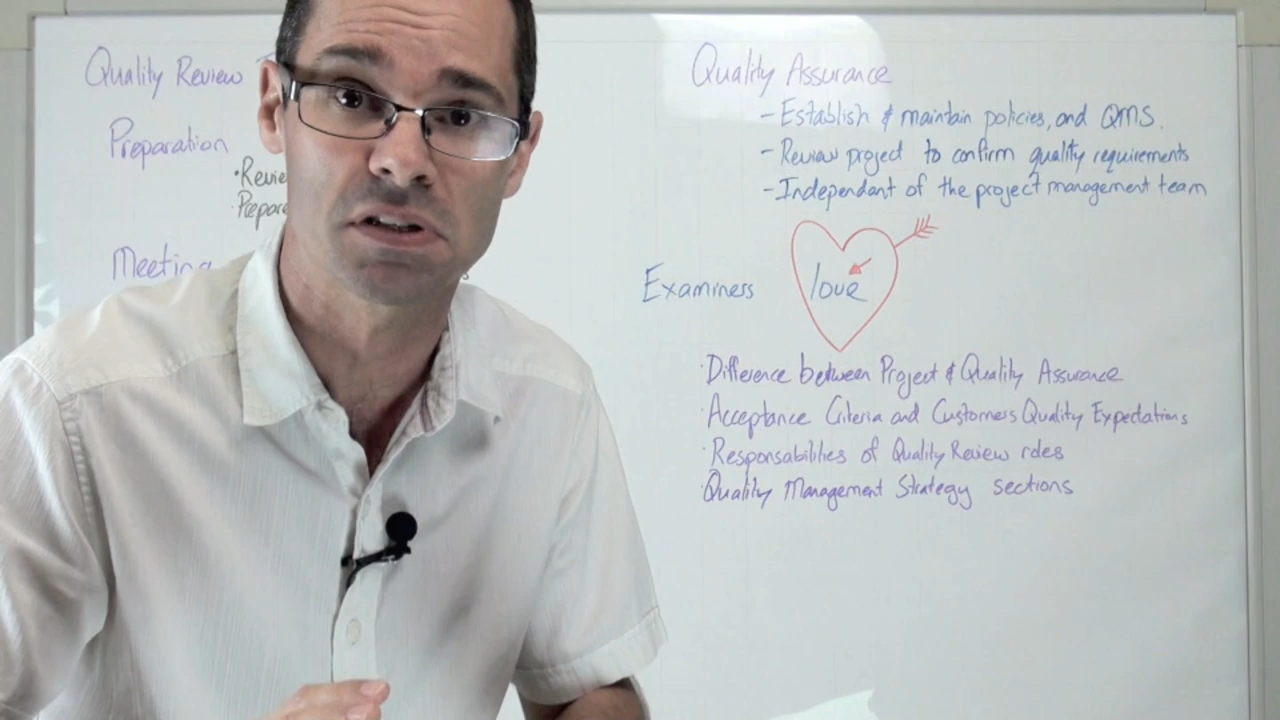 Quality Review
Preparation
Meeting
Quality Assurance
- Establish & maintain policies, and QMS.
- Review project to confirm quality requirements
- Independant of the project management team
Examiners
love
· Difference between Project & Quality Assurance
· Acceptance Criteria and Customers Quality Expectations
· Responsabilities of Quality Review roles
· Quality Management Strategy sections